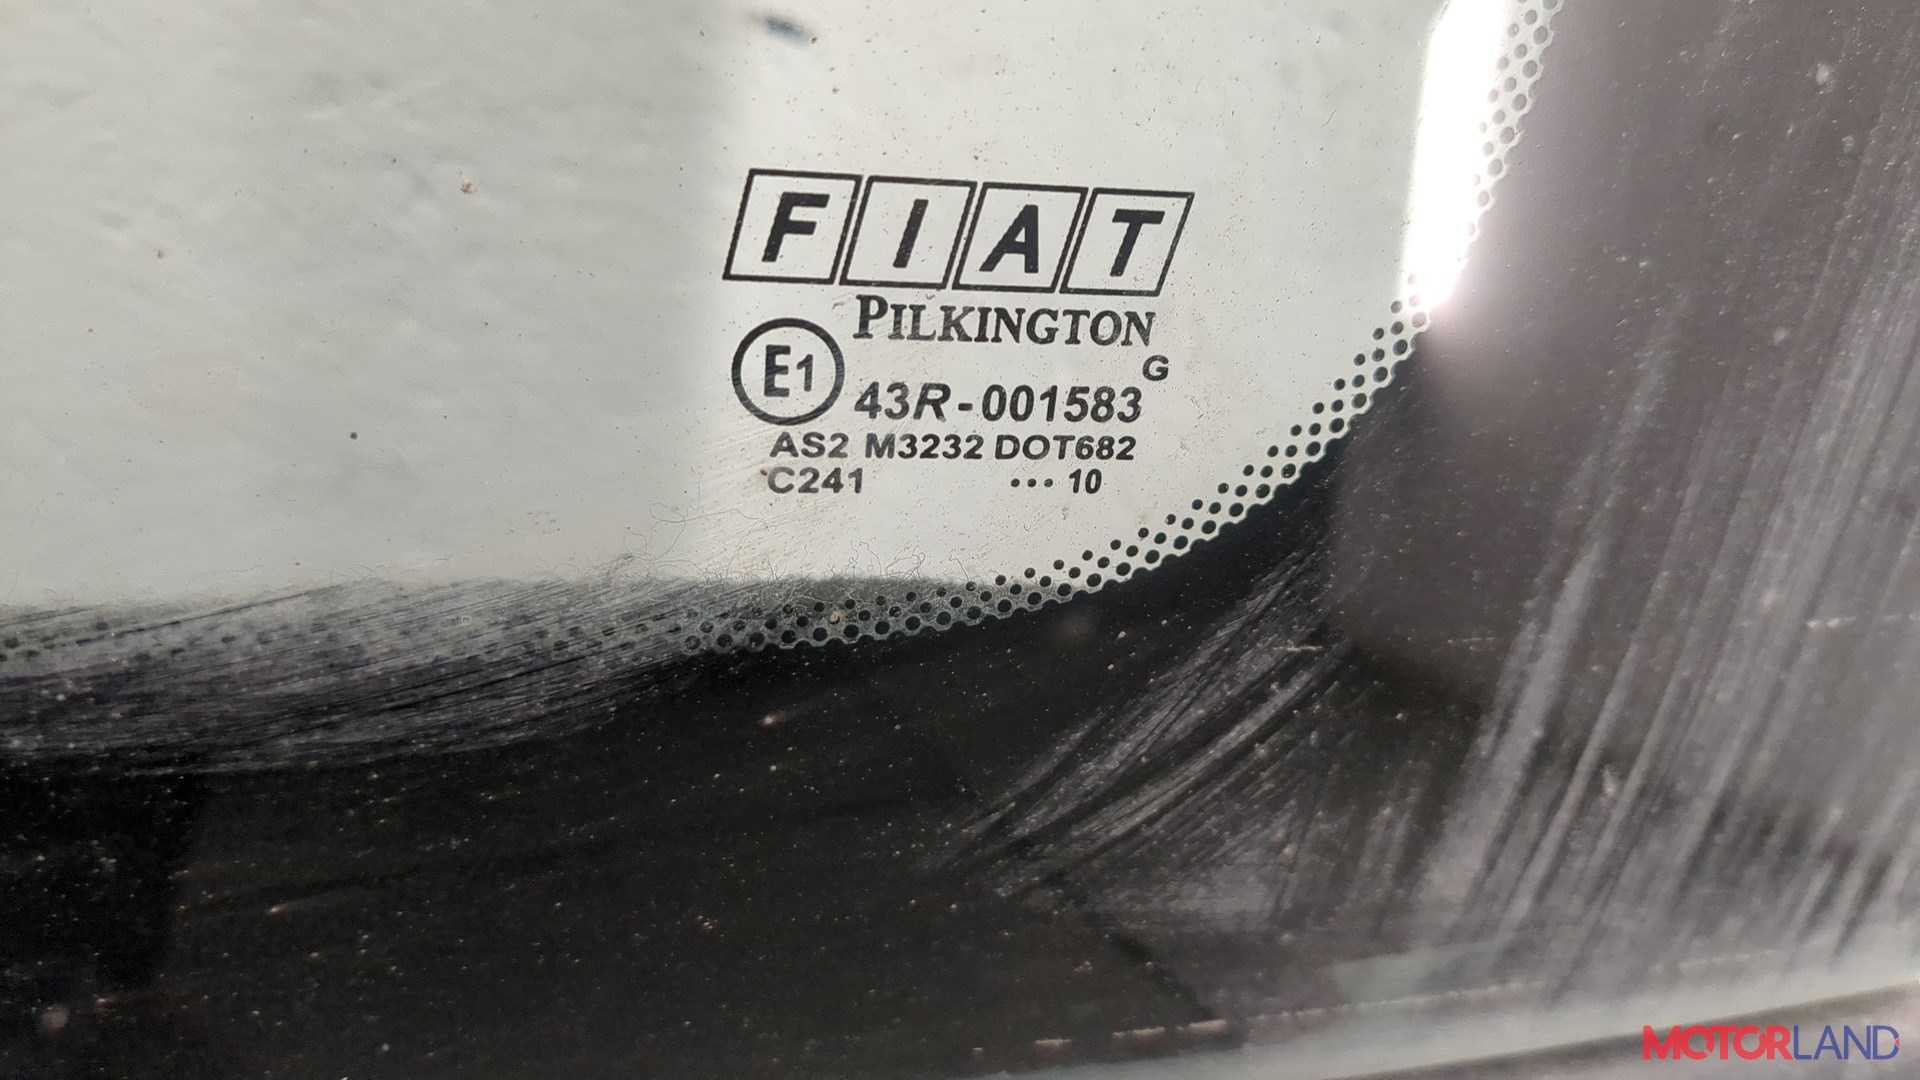 FIAT
PILKINGTON
E1 43R-001583 G
AS2 M3232 DOT682
C241 ... 10
MOTORLAND